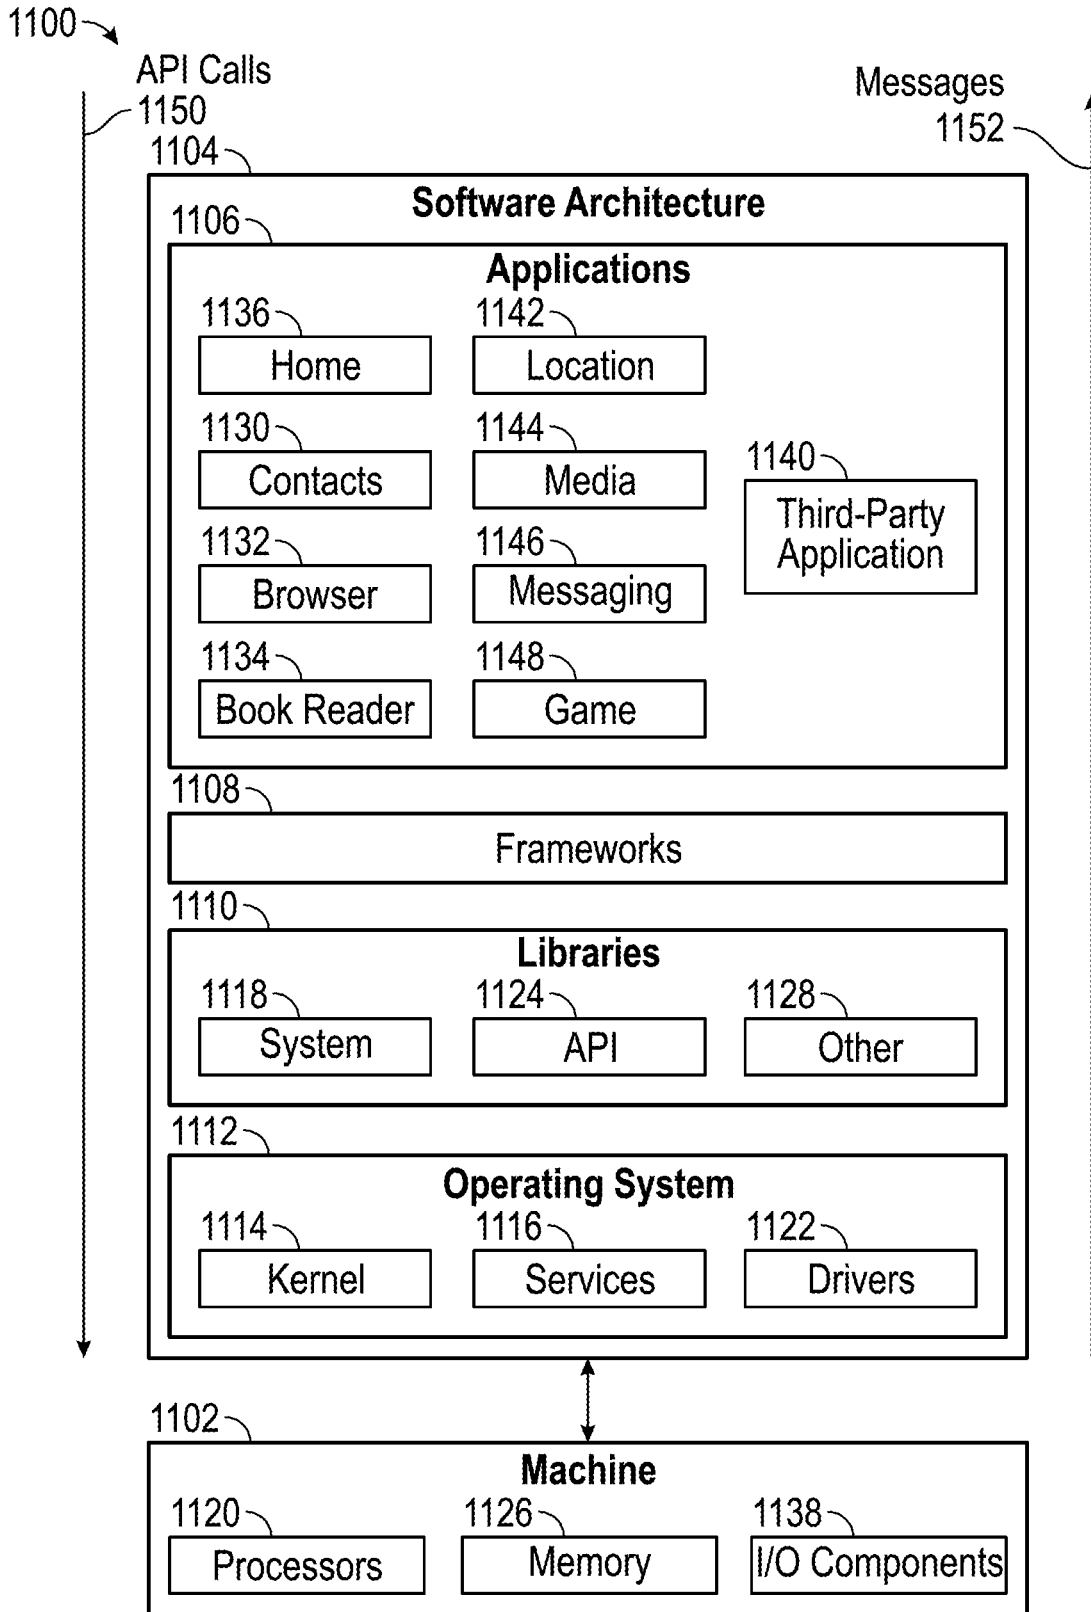 1100
API Calls
1150
Messages
1152
1104
Software Architecture
1106
Applications
1136
Home
1142
Location
1130
Contacts
1144
Media
1140
Third-Party
Application
1132
Browser
1146
Messaging
1134
Book Reader
1148
Game
1108
Frameworks
1110
Libraries
1118
System
1124
API
1128
Other
1112
Operating System
1114
Kernel
1116
Services
1122
Drivers
1102
Machine
1120
Processors
1126
Memory
1138
I/O Components